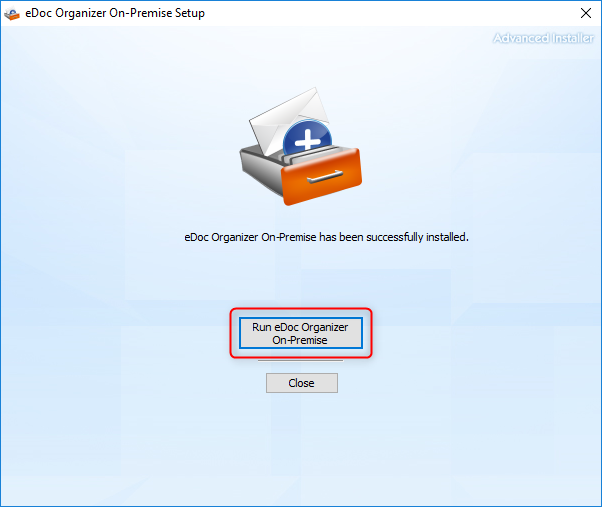 eDoc Organizer On-Premise Setup
Advanced Installer
eDoc Organizer On-Premise has been successfully installed.
Run eDoc Organizer
On-Premise
Close